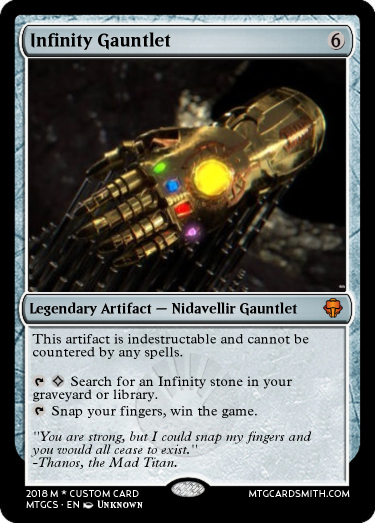 Infinity Gauntlet 6
Legendary Artifact — Nidavellir Gauntlet
This artifact is indestructable and cannot be
countered by any spells.
Search for an Infinity stone in your
graveyard or library.
Snap your fingers, win the game.
"You are strong, but I could snap my fingers and
you would all cease to exist."
-Thanos, the Mad Titan.
2018 M * CUSTOM CARD
MTGCS · EN UNKNOWN
MTGCARDSMITH.COM